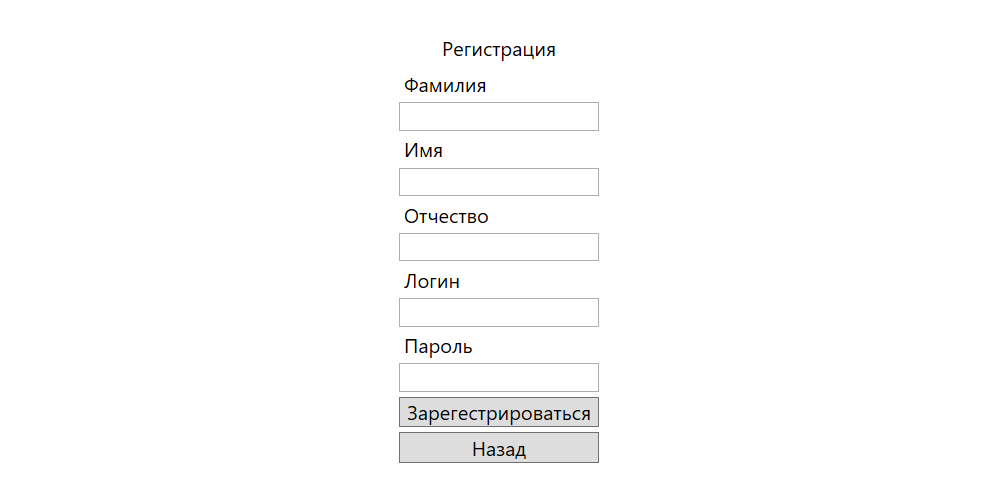 Регистрация
Фамилия
Имя
Отчество
Логин
Пароль
Зарегестрироваться
Назад